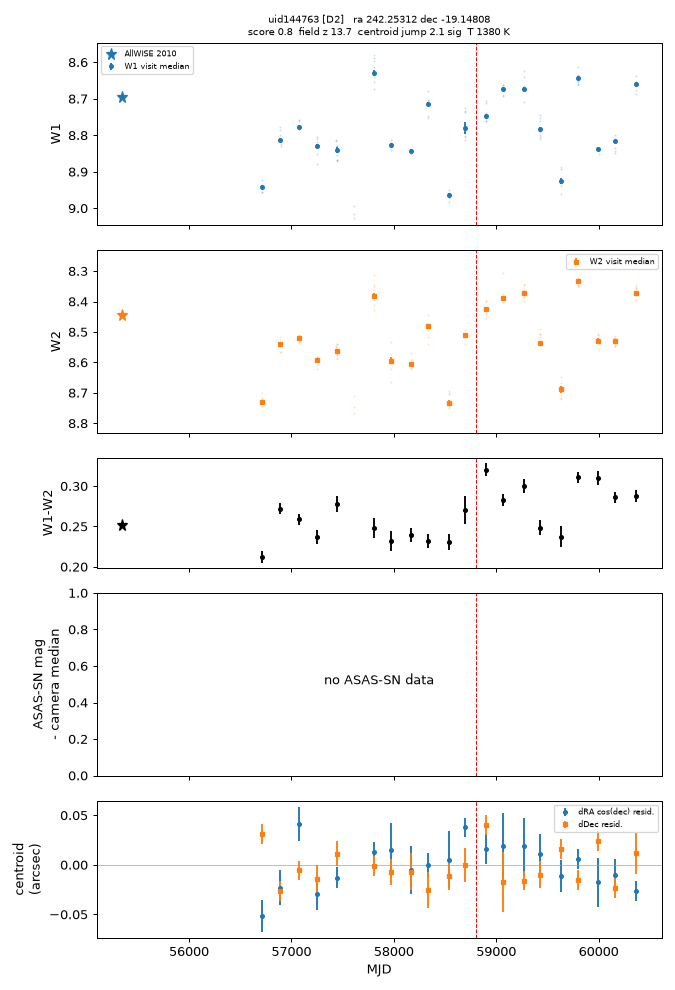 uid144763 [D2]   ra 242.25312 dec -19.14808
score 0.8  field z 13.7  centroid jump 2.1 sig  T 1380 K
AllWISE 2010
W1 visit median
8.6
8.7
8.8
8.9
9.0
W1
W2 visit median
8.3
8.4
8.5
8.6
8.7
8.8
W2
0.30
0.25
0.20
W1-W2
1.0
0.8
0.6
0.4
0.2
0.0
ASAS-SN mag
- camera median
no ASAS-SN data
dRA cos(dec) resid.
dDec resid.
0.05
0.00
−0.05
centroid
(arcsec)
56000
57000
58000
59000
60000
MJD